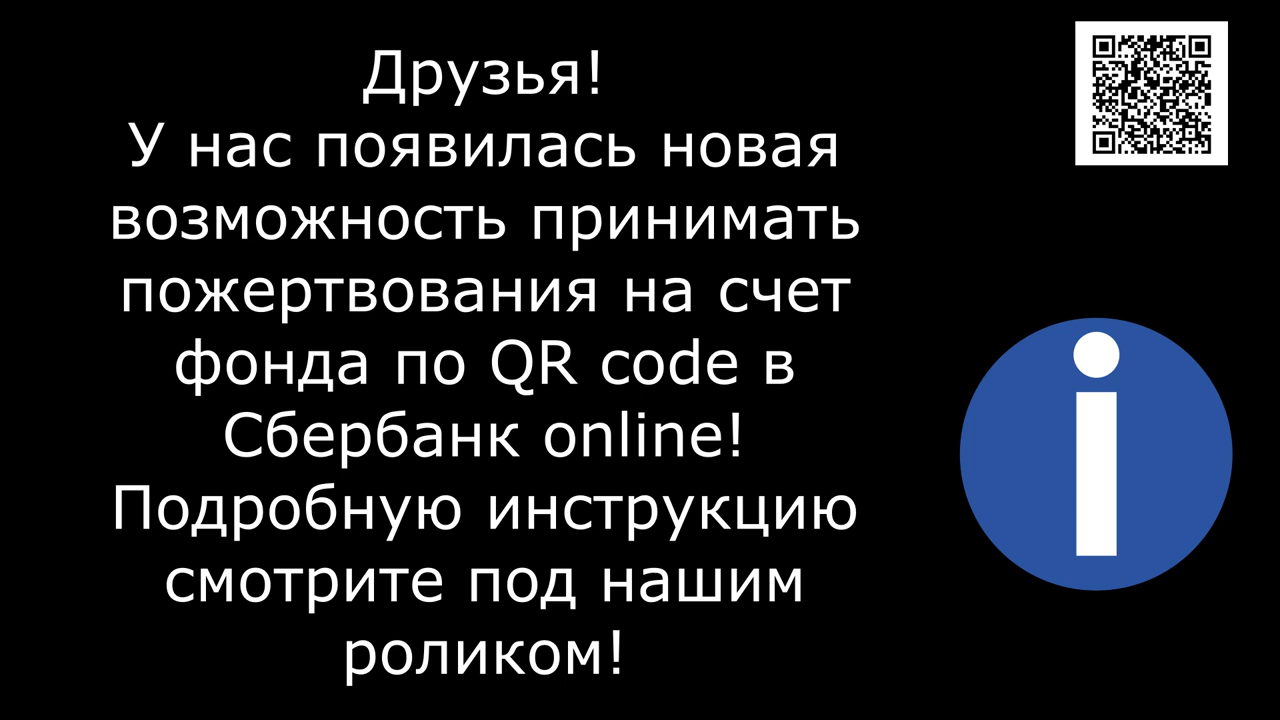 Друзья!
У нас появилась новая
возможность принимать
пожертвования на счет
фонда по QR code в
Сбербанк online!
Подробную инструкцию
смотрите под нашим
роликом!